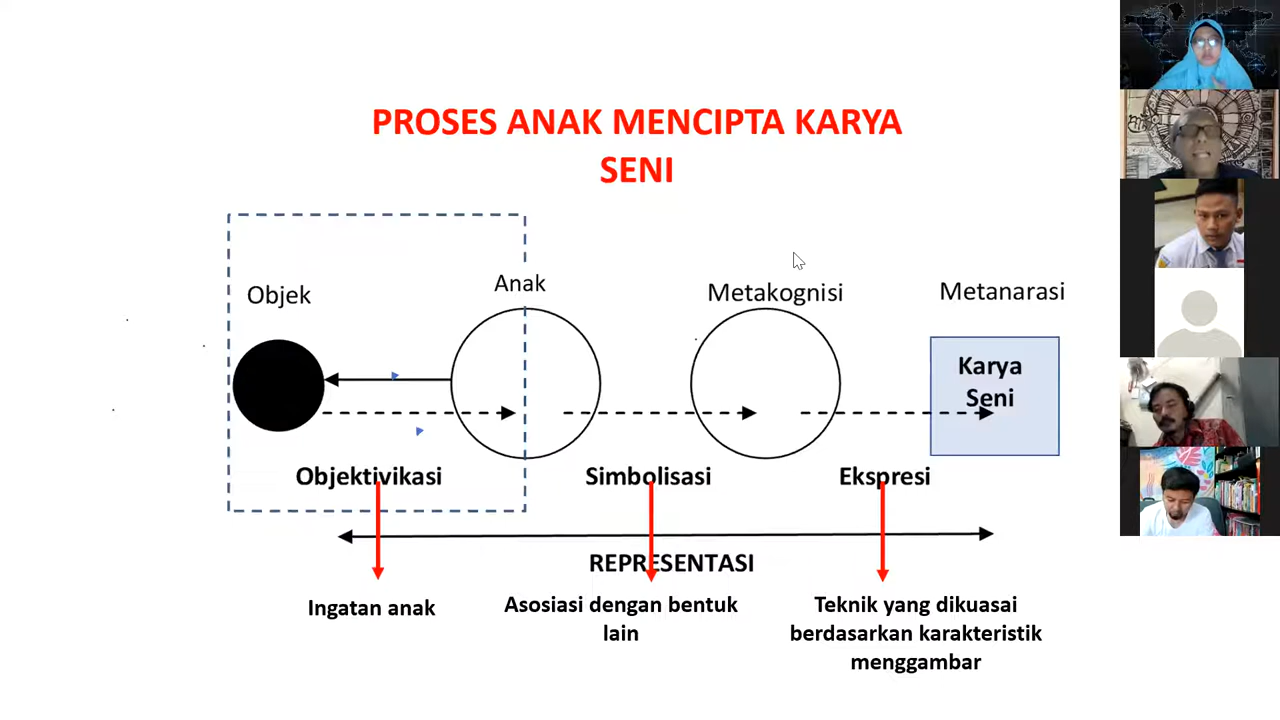 PROSES ANAK MENCIPTA KARYA
SENI
Objek
Anak
Metakognisi
Metanarasi
Karya
Seni
Objektivikasi
Simbolisasi
Ekspresi
REPRESENTASI
Ingatan anak
Asosiasi dengan bentuk
lain
Teknik yang dikuasai
berdasarkan karakteristik
menggambar